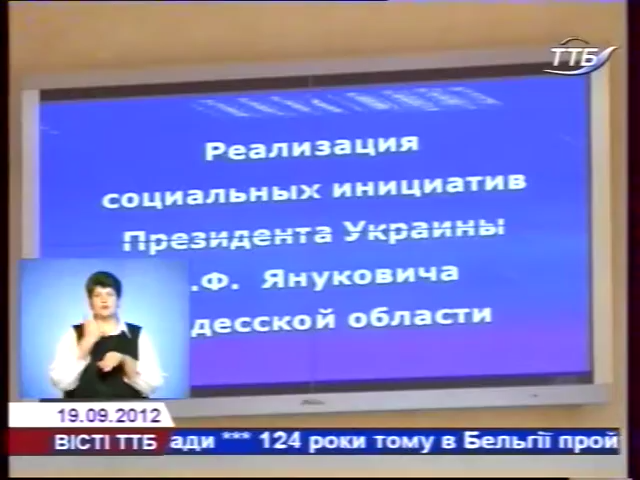 ТТБ
Реализация
социальных инициатив
Президента Украины
.Ф. Януковича
десской области
19.09.2012
ВІСТІ ТТБ
ади *** 124 роки тому в Бельгії прой